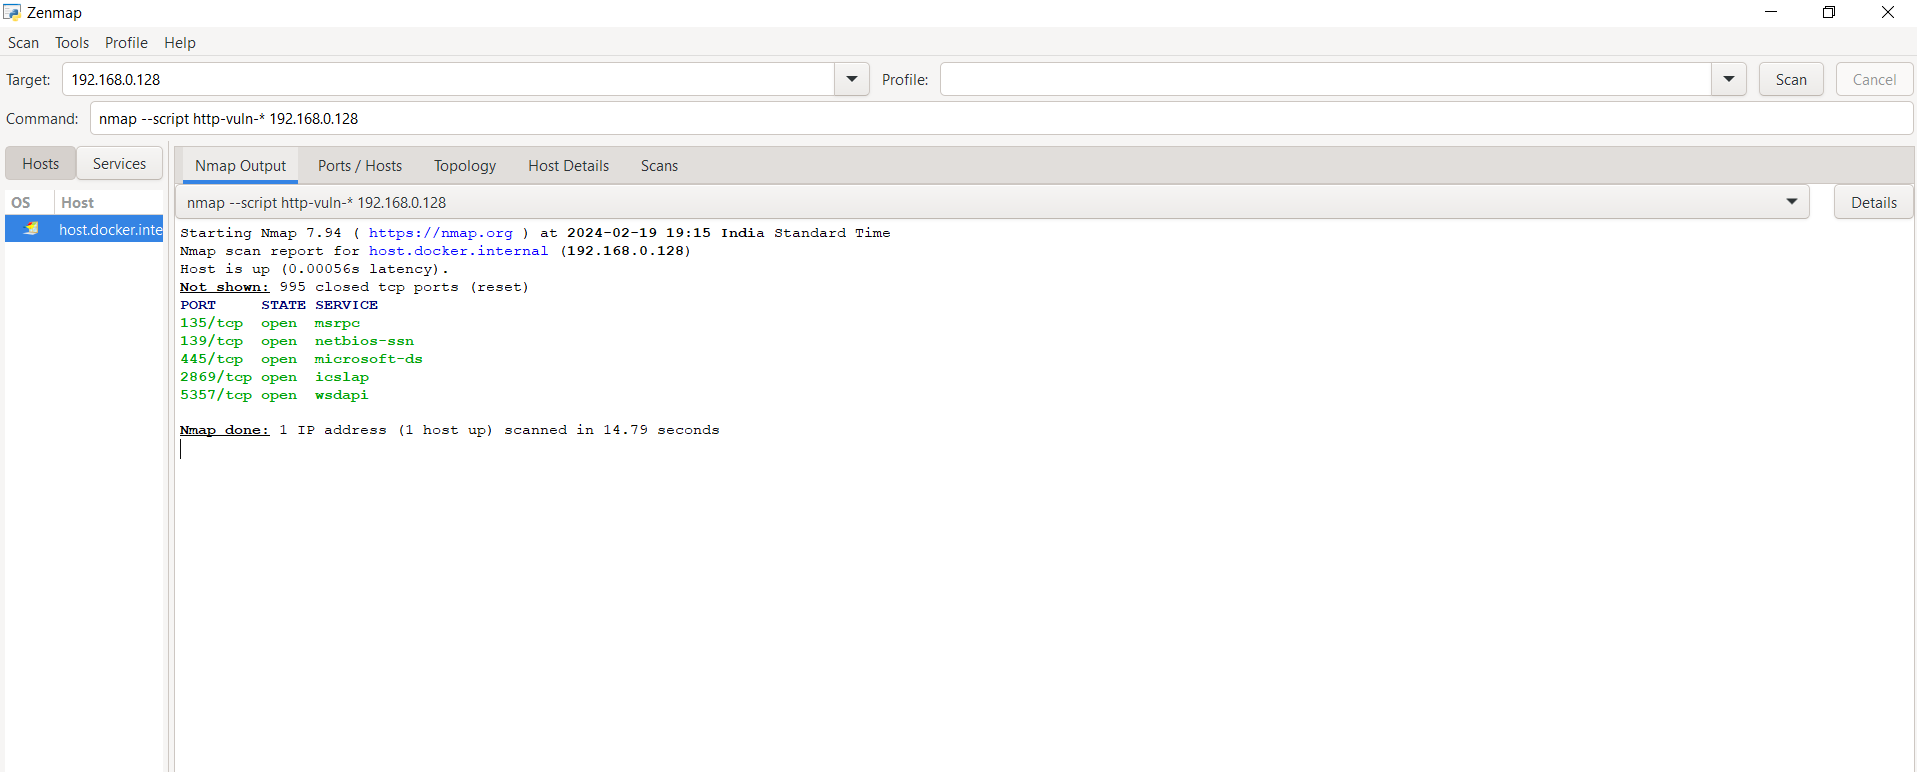 Zenmap
Scan Tools Profile Help
Target: 192.168.0.128 Profile: Scan Cancel
Command: nmap --script http-vuln-* 192.168.0.128
Hosts Services
Nmap Output Ports / Hosts Topology Host Details Scans
OS Host
nmap --script http-vuln-* 192.168.0.128 Details
host.docker.inte
Starting Nmap 7.94 ( https://nmap.org ) at 2024-02-19 19:15 India Standard Time
Nmap scan report for host.docker.internal (192.168.0.128)
Host is up (0.00056s latency).
Not shown: 995 closed tcp ports (reset)
PORT STATE SERVICE
135/tcp open msrpc
139/tcp open netbios-ssn
445/tcp open microsoft-ds
2869/tcp open icslap
5357/tcp open wsdapi
Nmap done: 1 IP address (1 host up) scanned in 14.79 seconds